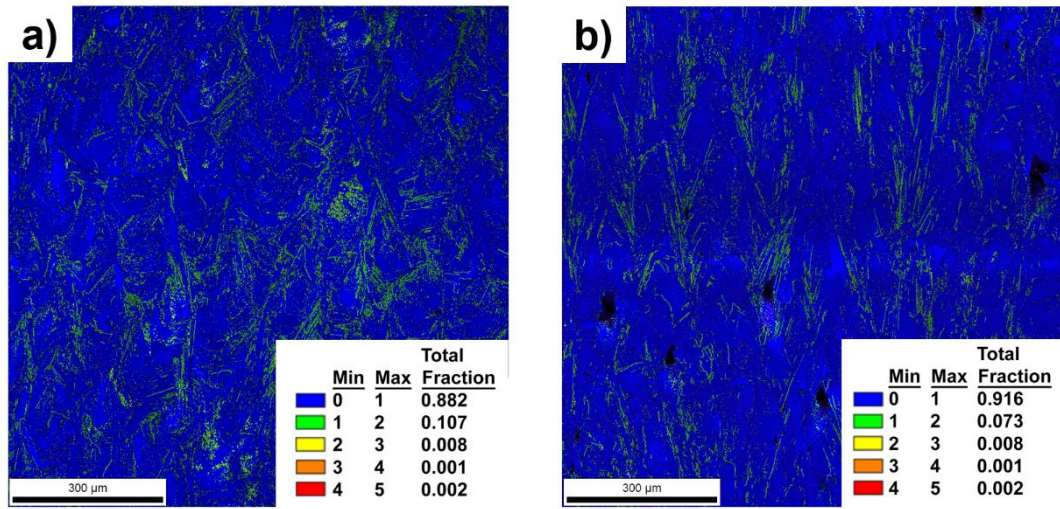 a)
Total
Min Max Fraction
0 1 0.882
1 2 0.107
2 3 0.008
3 4 0.001
4 5 0.002
300 µm
b)
Total
Min Max Fraction
0 1 0.916
1 2 0.073
2 3 0.008
3 4 0.001
4 5 0.002
300 µm